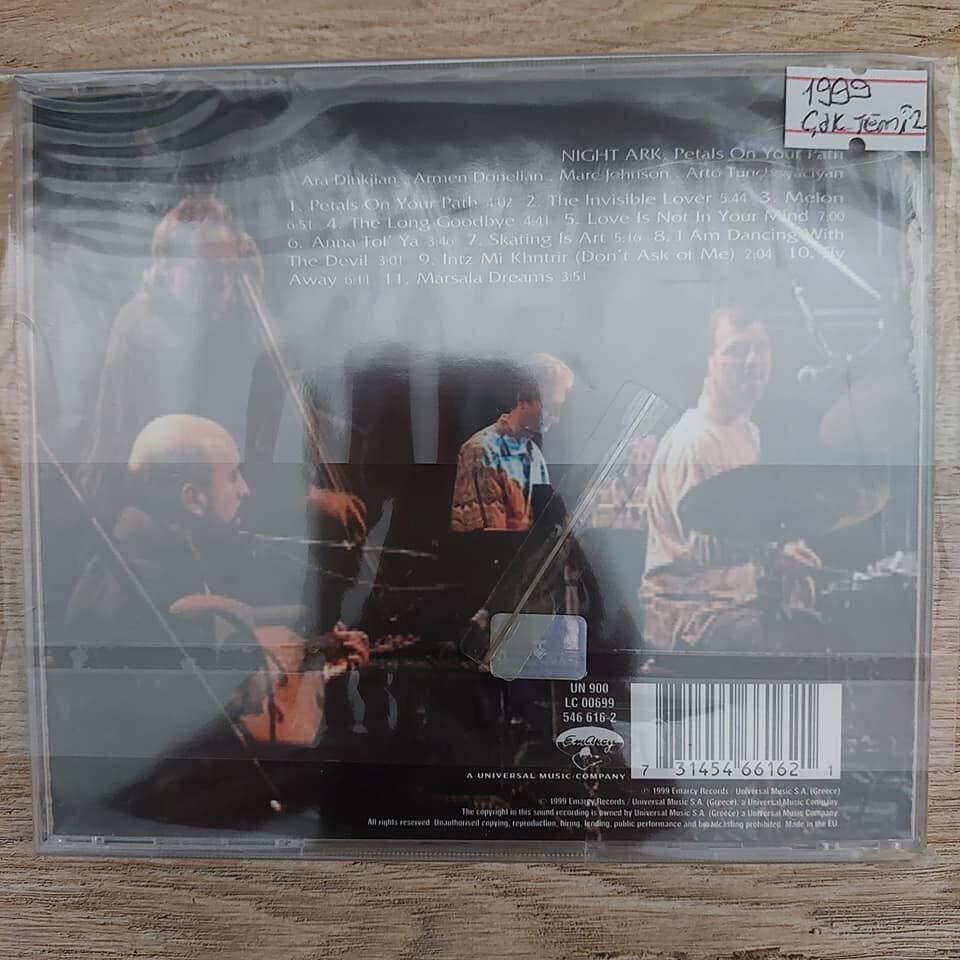 1999
Çok Temiz
NIGHT ARK: Petals On Your Path
Ara Dinkjian . Armen Donelian . Marc Johnson . Arto
1. Petals On Your Path 4:02 2. The Invisible Lover 5:44 3. Melon
6:51 4. The Long Goodbye 4:41 5. Love Is Not In Your Mind 7:00
6. Anna Tol' Ya 3:46 7. Skating Is Art 5:16 8. I Am Dancing With
The Devil 3:01 9. Intz Mi Khntrir (Don't Ask of Me) 2:04 10. Fly
Away 6:11 11. Marsala Dreams 3:51
UN 900
LC 00699
546 616-2
EmArcy
A UNIVERSAL MUSIC COMPANY
7 31454 66162 1
℗ 1999 Emarcy Records / Universal Music S.A. (Greece)
© 1999 Emarcy Records / Universal Music S.A. (Greece), a Universal Music Company.
The copyright in this sound recording is owned by Universal Music S.A. (Greece) a Universal Music Company.
All rights reserved. Unauthorised copying, reproduction, hiring, lending, public performance and broadcasting prohibited. Made in the EU.